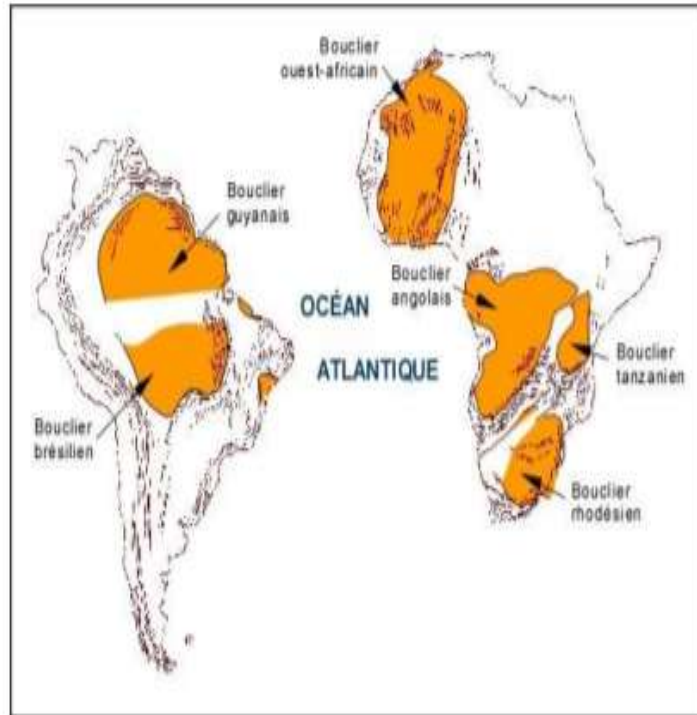 Bouclier
ouest-africain
Bouclier
guyanais
OCÉAN
ATLANTIQUE
Bouclier
angolais
Bouclier
tanzanien
Bouclier
brésilien
Bouclier
rhodésien